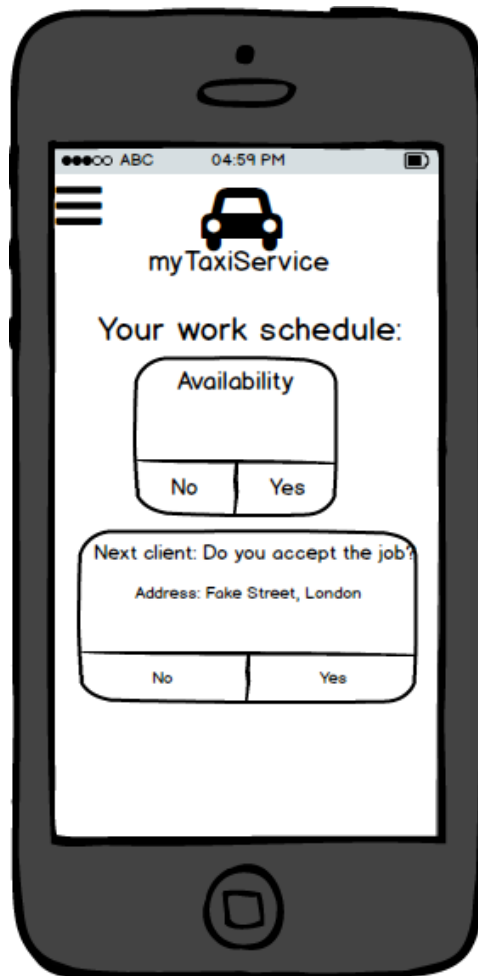 ABC 04:59 PM
myTaxiService
Your work schedule:
Availability
No Yes
Next client: Do you accept the job?
Address: Fake Street, London
No Yes